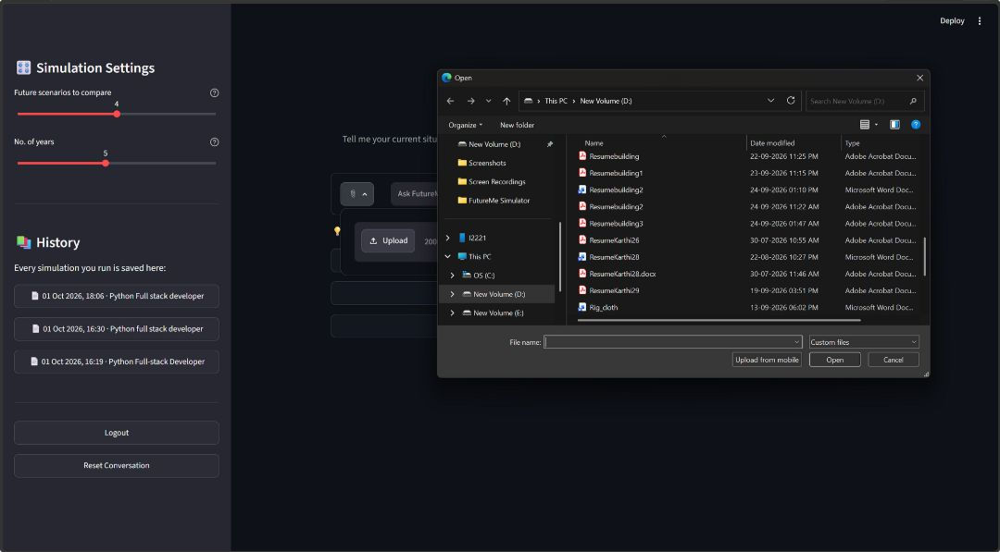 Deploy
Simulation Settings
Future scenarios to compare
4
No. of years
5
History
Every simulation you run is saved here:
01 Oct 2026, 18:06 · Python Full stack developer
01 Oct 2026, 16:30 · Python full stack developer
01 Oct 2026, 16:19 · Python Full-stack Developer
Logout
Reset Conversation
Tell me your current situ
Ask FutureM
Upload
200
Open
This PC › New Volume (D:)
Search New Volume (D:)
Organize
New folder
New Volume (D:)
Screenshots
Screen Recordings
FutureMe Simulator
I2221
This PC
OS (C:)
New Volume (D:)
New Volume (E:)
Name Date modified Type
Resumebuilding 22-09-2026 11:25 PM Adobe Acrobat Docu...
Resumebuilding1 23-09-2026 11:15 PM Adobe Acrobat Docu...
Resumebuilding2 24-09-2026 01:10 PM Microsoft Word Doc...
Resumebuilding2 24-09-2026 11:22 AM Adobe Acrobat Docu...
Resumebuilding3 24-09-2026 01:47 AM Adobe Acrobat Docu...
ResumeKarthi26 30-07-2026 10:55 AM Adobe Acrobat Docu...
ResumeKarthi28 22-08-2026 10:27 PM Microsoft Word Doc...
ResumeKarthi28.docx 30-07-2026 11:46 AM Adobe Acrobat Docu...
ResumeKarthi29 19-09-2026 03:51 PM Adobe Acrobat Docu...
Rig_cloth 13-09-2026 06:02 PM Microsoft Word Doc...
File name:
Custom files
Upload from mobile
Open
Cancel